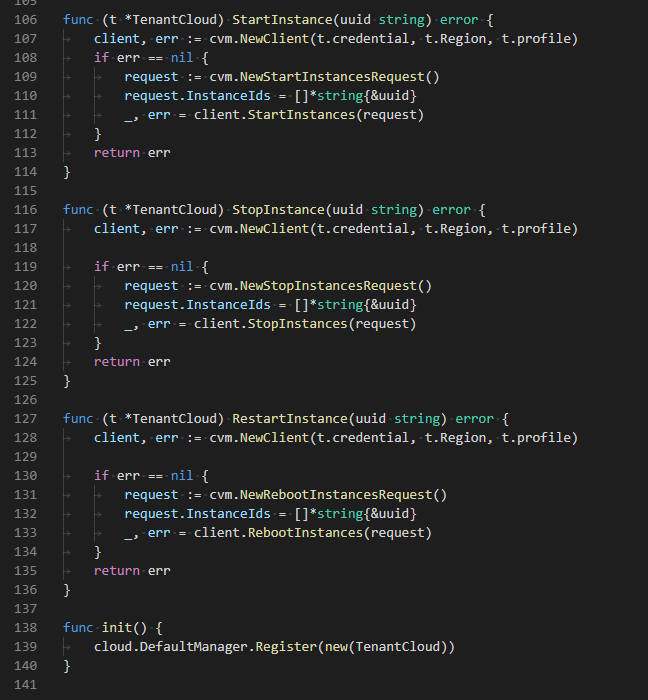 106 func (t *TenantCloud) StartInstance(uuid string) error {
107 client, err := cvm.NewClient(t.credential, t.Region, t.profile)
108 if err == nil {
109 request := cvm.NewStartInstancesRequest()
110 request.InstanceIds = []*string{&uuid}
111 _, err = client.StartInstances(request)
112 }
113 return err
114 }
115
116 func (t *TenantCloud) StopInstance(uuid string) error {
117 client, err := cvm.NewClient(t.credential, t.Region, t.profile)
118
119 if err == nil {
120 request := cvm.NewStopInstancesRequest()
121 request.InstanceIds = []*string{&uuid}
122 _, err = client.StopInstances(request)
123 }
124 return err
125 }
126
127 func (t *TenantCloud) RestartInstance(uuid string) error {
128 client, err := cvm.NewClient(t.credential, t.Region, t.profile)
129
130 if err == nil {
131 request := cvm.NewRebootInstancesRequest()
132 request.InstanceIds = []*string{&uuid}
133 _, err = client.RebootInstances(request)
134 }
135 return err
136 }
137
138 func init() {
139 cloud.DefaultManager.Register(new(TenantCloud))
140 }
141